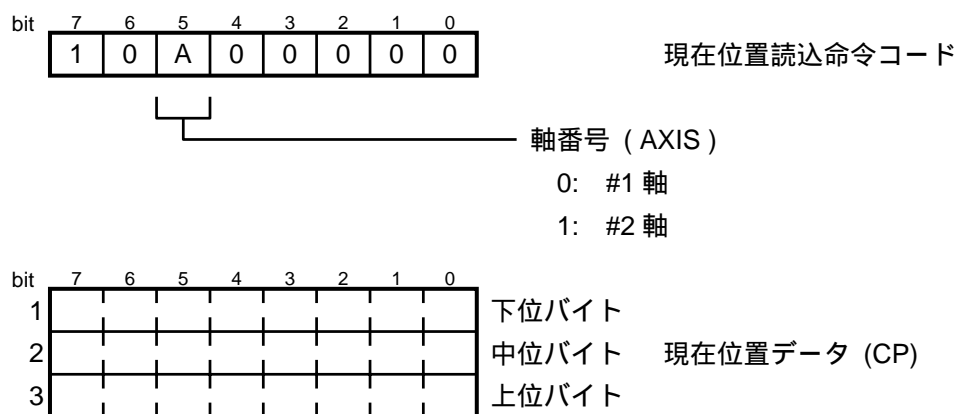 bit 7 6 5 4 3 2 1 0
1 0 A 0 0 0 0 0 現在位置読込命令コード
軸番号 ( AXIS )
0: #1 軸
1: #2 軸
bit 7 6 5 4 3 2 1 0
1 下位バイト
2 中位バイト 現在位置データ (CP)
3 上位バイト